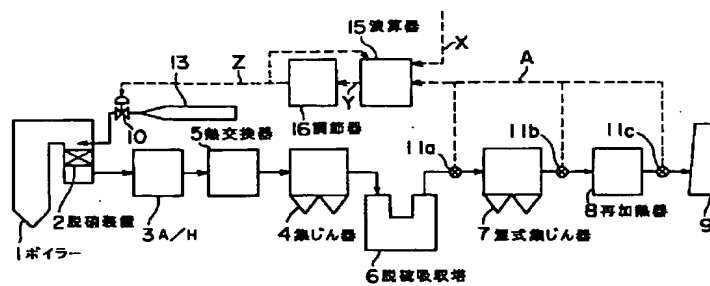 15演算器
X
A
Z
13
Y
16調節器
10
5熱交換器
11a
11b
11c
2脱硝装置
3A/H
4集じん器
6脱硫吸収塔
7湿式集じん器
8再加熱器
9
1ボイラー